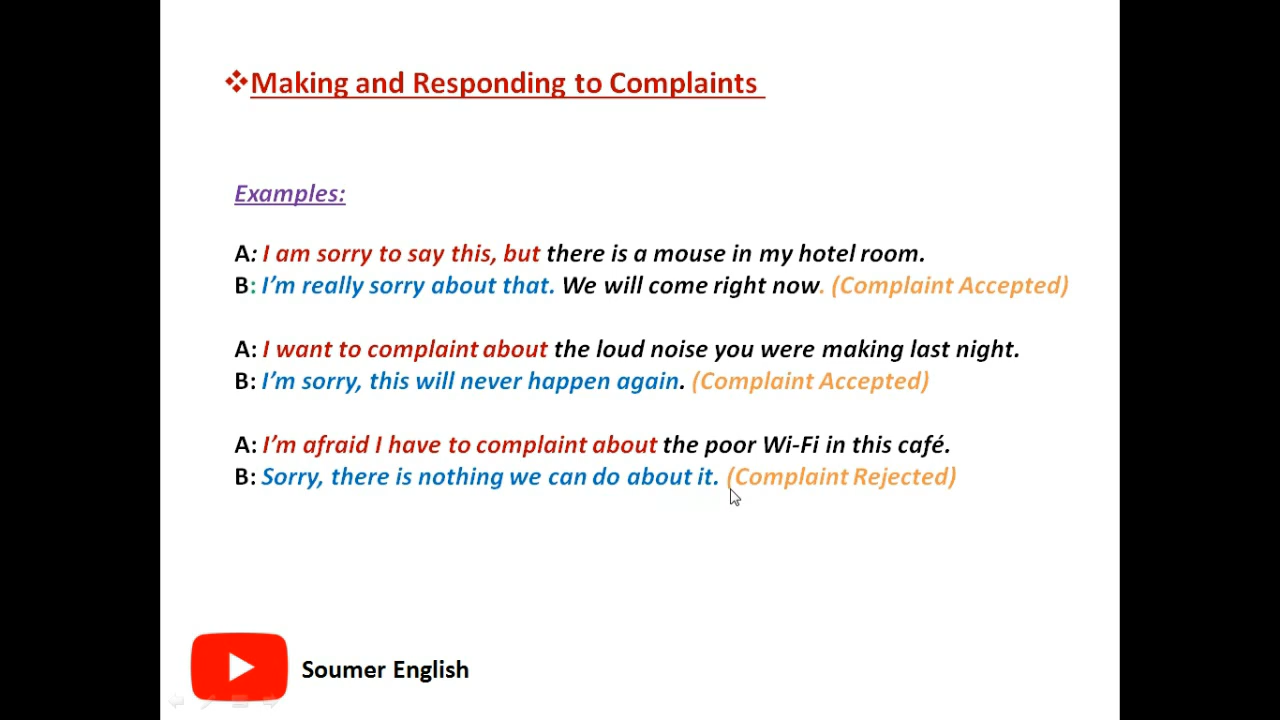 ❖Making and Responding to Complaints
Examples:
A: I am sorry to say this, but there is a mouse in my hotel room.
B: I’m really sorry about that. We will come right now. (Complaint Accepted)
A: I want to complaint about the loud noise you were making last night.
B: I’m sorry, this will never happen again. (Complaint Accepted)
A: I’m afraid I have to complaint about the poor Wi-Fi in this café.
B: Sorry, there is nothing we can do about it. (Complaint Rejected)
Soumer English